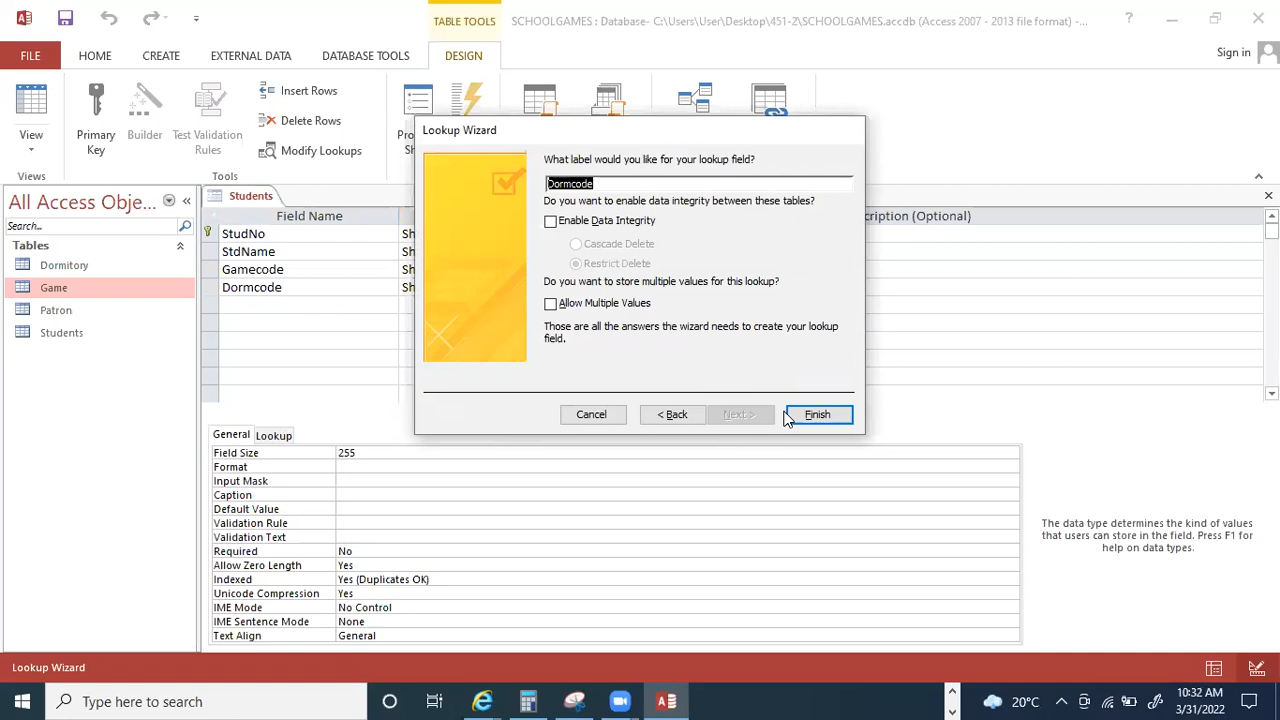 TABLE TOOLS
SCHOOLGAMES : Database- C:\Users\User\Desktop\451-2\SCHOOLGAMES.accdb (Access 2007 - 2013 file format) -...
?
FILE
HOME
CREATE
EXTERNAL DATA
DATABASE TOOLS
DESIGN
Sign in
View
Primary
Key
Builder
Test Validation
Rules
Insert Rows
Delete Rows
Modify Lookups
Views
All Access Obje...
Search...
Tables
Dormitory
Game
Patron
Students
Students
Field Name
StudNo
StdName
Gamecode
Dormcode
Lookup Wizard
What label would you like for your lookup field?
Dormcode
Do you want to enable data integrity between these tables?
Enable Data Integrity
Cascade Delete
Restrict Delete
Do you want to store multiple values for this lookup?
Allow Multiple Values
Those are all the answers the wizard needs to create your lookup
field.
Cancel
< Back
Next >
Finish
General
Lookup
Field Size 255
Format
Input Mask
Caption
Default Value
Validation Rule
Validation Text
Required No
Allow Zero Length Yes
Indexed Yes (Duplicates OK)
Unicode Compression Yes
IME Mode No Control
IME Sentence Mode None
Text Align General
The data type determines the kind of values
that users can store in the field. Press F1 for
help on data types.
Lookup Wizard
Type here to search
20°C
10:32 AM
3/31/2022